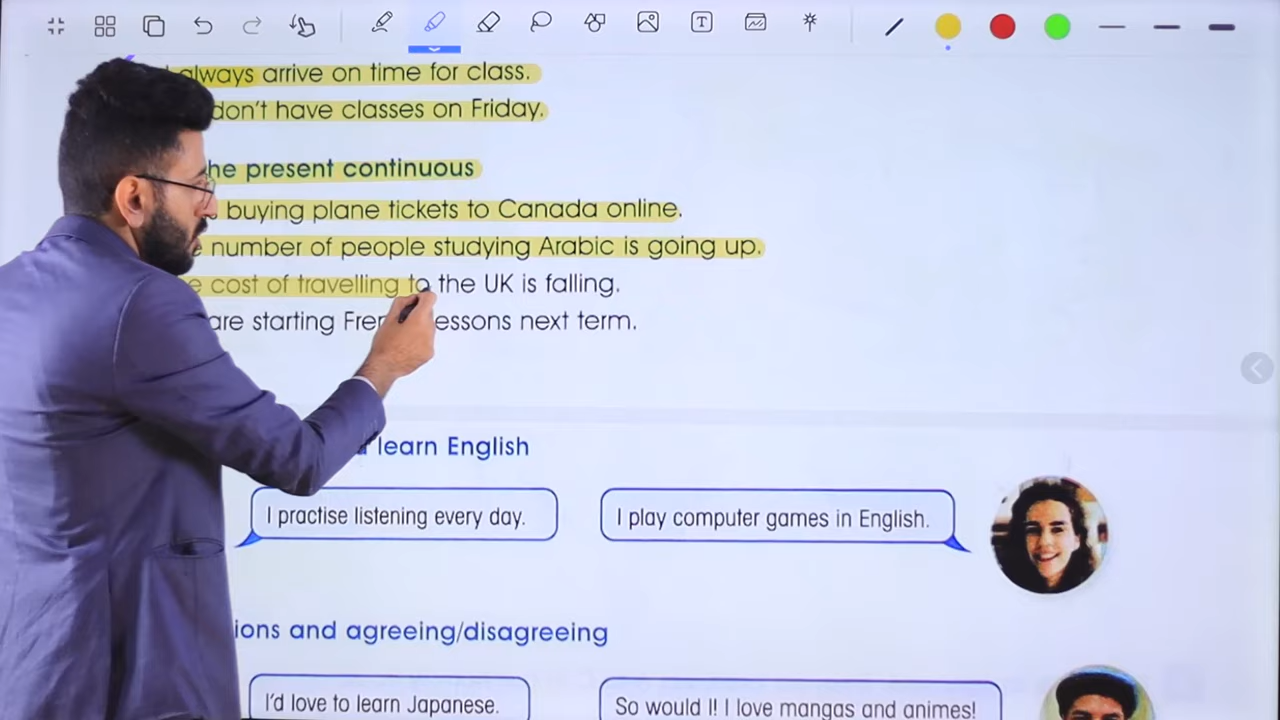 always arrive on time for class.
don't have classes on Friday.
he present continuous
buying plane tickets to Canada online.
number of people studying Arabic is going up.
cost of travelling to the UK is falling.
are starting essons next term.
learn English
I practise listening every day.
I play computer games in English.
ions and agreeing/disagreeing
I'd love to learn Japanese.
So would I! I love mangas and animes!